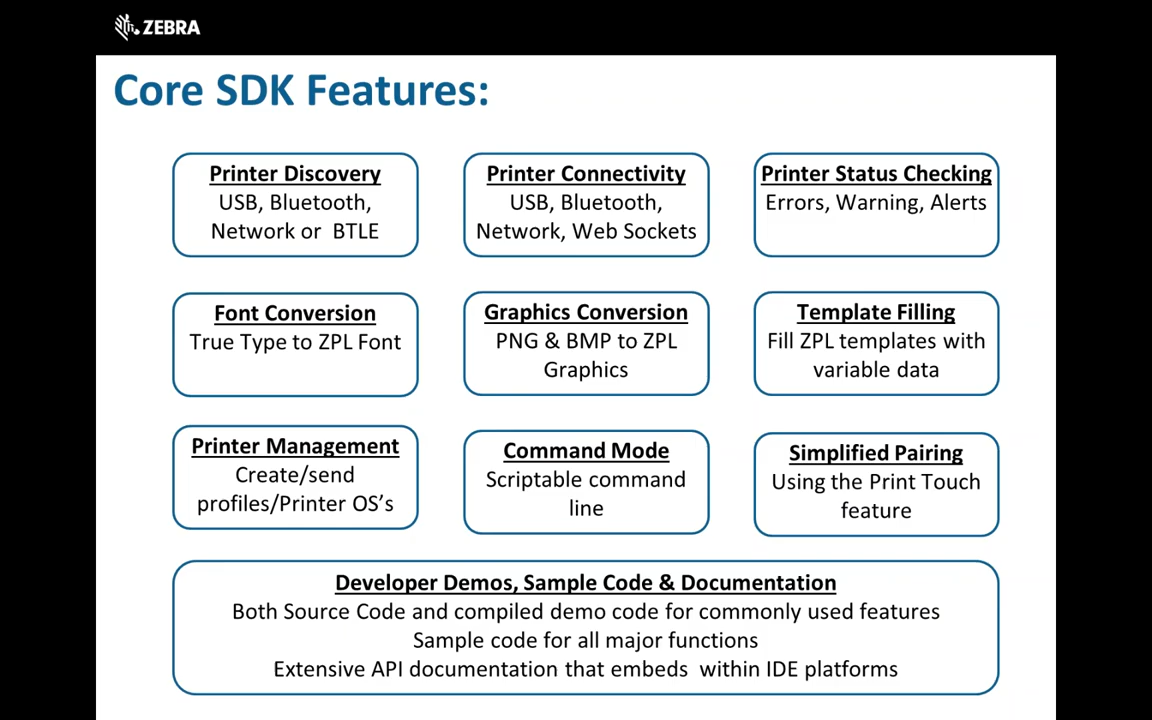 ZEBRA
Core SDK Features:
Printer Discovery
USB, Bluetooth,
Network or BTLE
Printer Connectivity
USB, Bluetooth,
Network, Web Sockets
Printer Status Checking
Errors, Warning, Alerts
Font Conversion
True Type to ZPL Font
Graphics Conversion
PNG & BMP to ZPL
Graphics
Template Filling
Fill ZPL templates with
variable data
Printer Management
Create/send
profiles/Printer OS’s
Command Mode
Scriptable command
line
Simplified Pairing
Using the Print Touch
feature
Developer Demos, Sample Code & Documentation
Both Source Code and compiled demo code for commonly used features
Sample code for all major functions
Extensive API documentation that embeds within IDE platforms